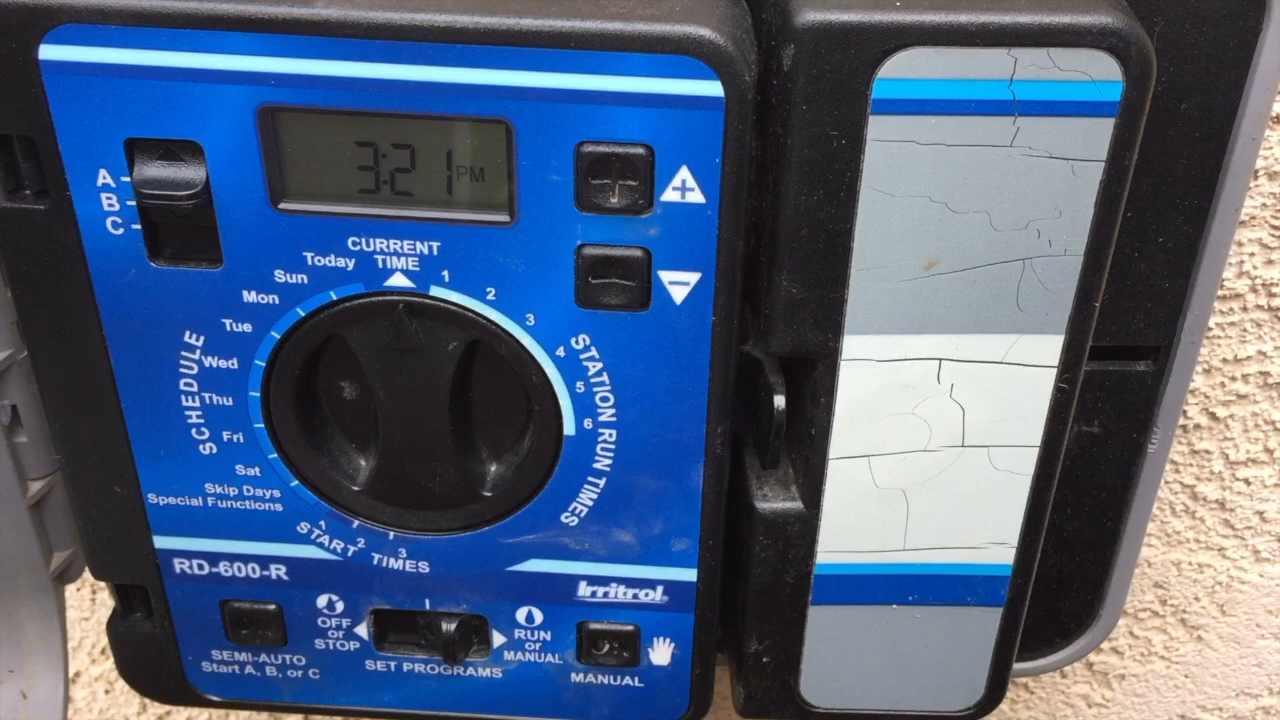 3:21 PM
A
B
C
+
−
CURRENT
TIME
Today
Sun
Mon
Tue
Wed
Thu
Fri
Sat
Skip Days
Special Functions
SCHEDULE
1
2
3
4
5
6
STATION RUN TIMES
1
2
3
START TIMES
RD-600-R
Irritrol
OFF
or
STOP
SET PROGRAMS
RUN
or
MANUAL
SEMI-AUTO
Start A, B, or C
MANUAL